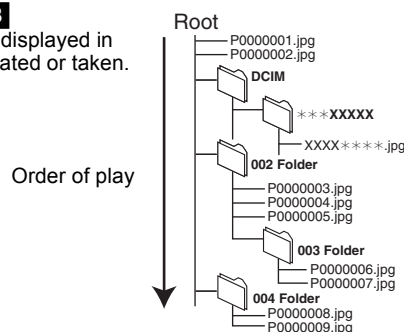 Root
displayed in
ated or taken.
P0000001.jpg
P0000002.jpg
DCIM
***XXXXX
XXXX****.jpg
002 Folder
Order of play
P0000003.jpg
P0000004.jpg
P0000005.jpg
003 Folder
P0000006.jpg
P0000007.jpg
004 Folder
P0000008.jpg
P0000009.jpg